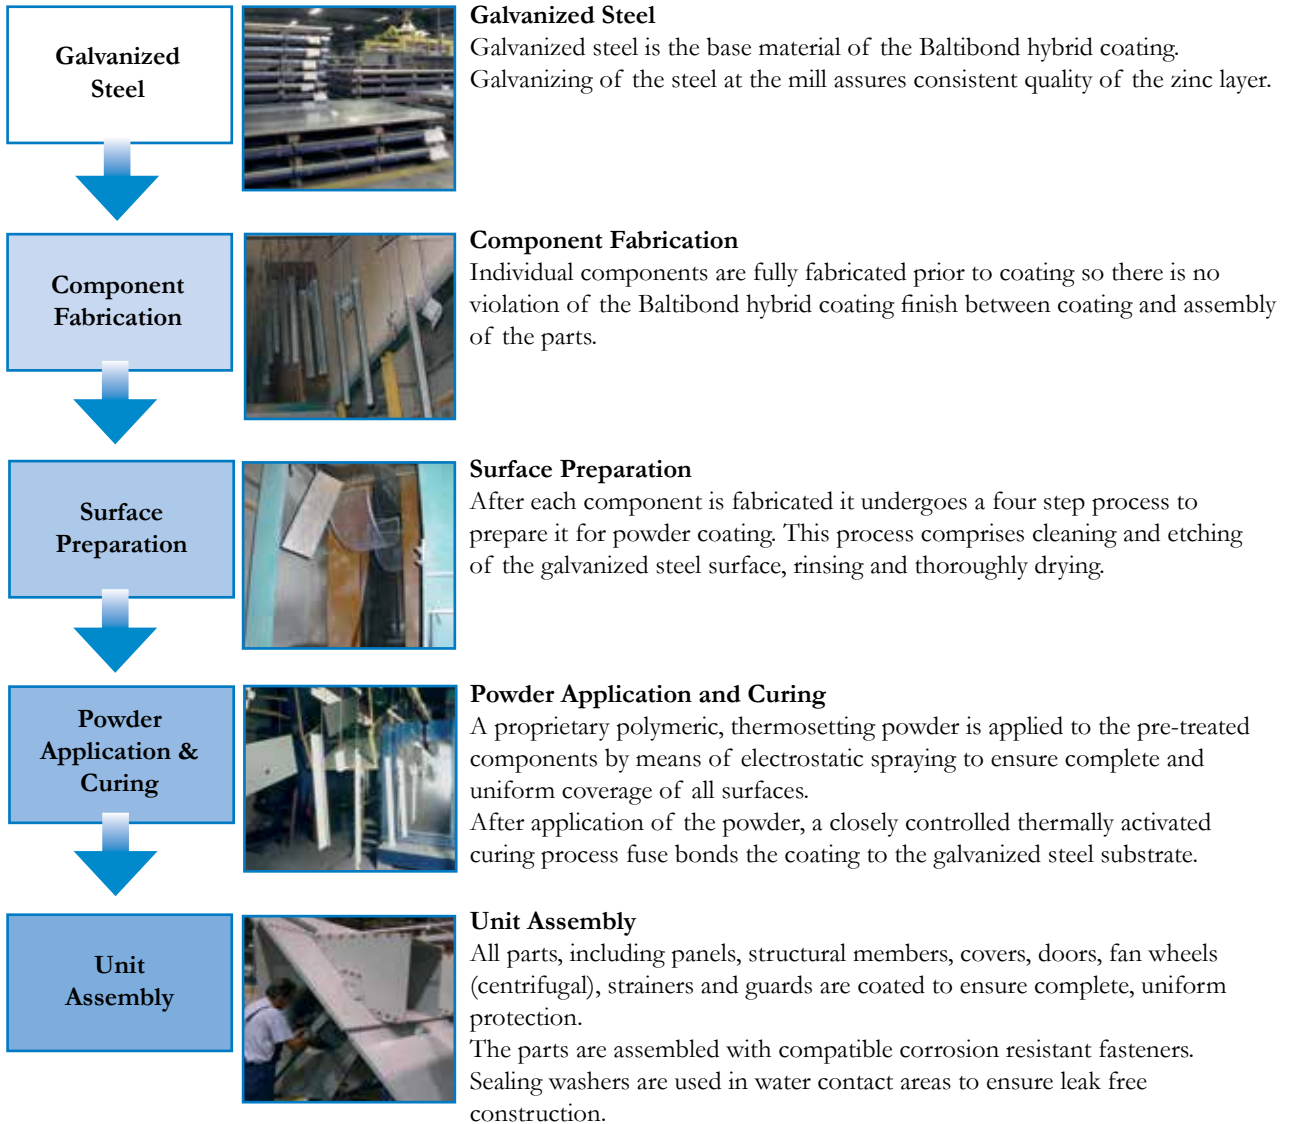 Galvanized
Steel
Galvanized Steel
Galvanized steel is the base material of the Baltibond hybrid coating.
Galvanizing of the steel at the mill assures consistent quality of the zinc layer.
Component
Fabrication
Component Fabrication
Individual components are fully fabricated prior to coating so there is no
violation of the Baltibond hybrid coating finish between coating and assembly
of the parts.
Surface
Preparation
Surface Preparation
After each component is fabricated it undergoes a four step process to
prepare it for powder coating. This process comprises cleaning and etching
of the galvanized steel surface, rinsing and thoroughly drying.
Powder
Application &
Curing
Powder Application and Curing
A proprietary polymeric, thermosetting powder is applied to the pre-treated
components by means of electrostatic spraying to ensure complete and
uniform coverage of all surfaces.
After application of the powder, a closely controlled thermally activated
curing process fuse bonds the coating to the galvanized steel substrate.
Unit
Assembly
Unit Assembly
All parts, including panels, structural members, covers, doors, fan wheels
(centrifugal), strainers and guards are coated to ensure complete, uniform
protection.
The parts are assembled with compatible corrosion resistant fasteners.
Sealing washers are used in water contact areas to ensure leak free
construction.